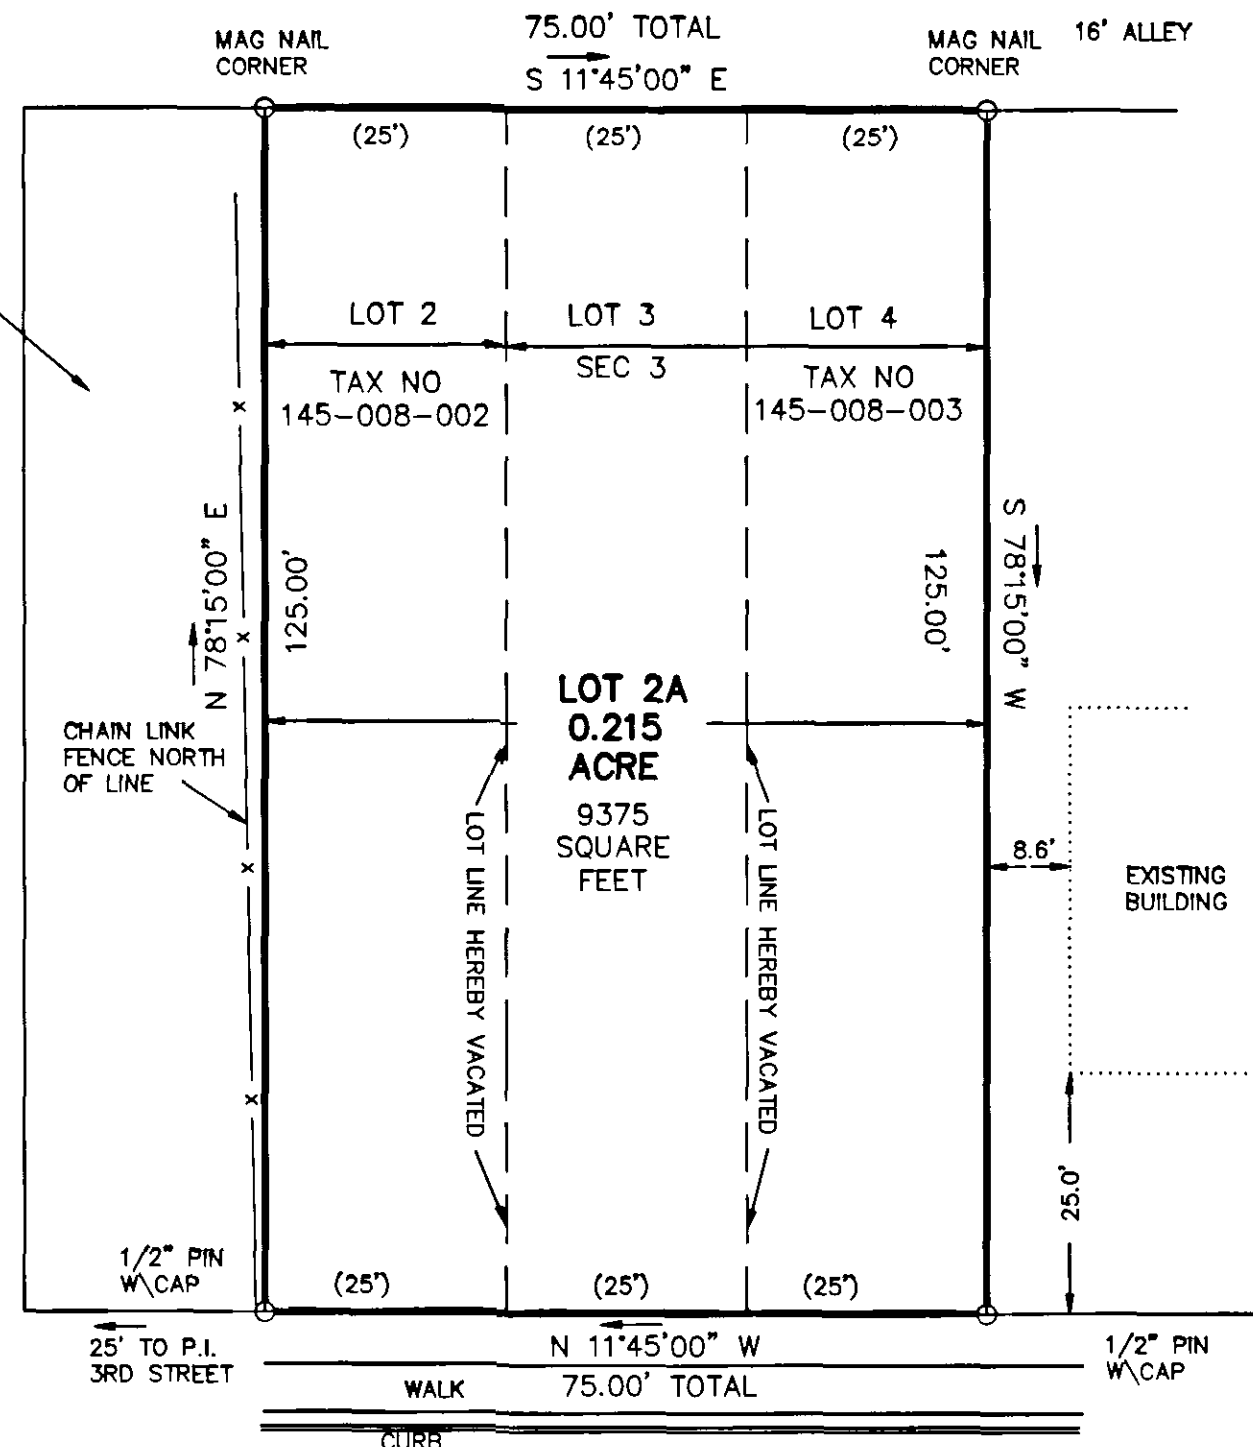 75.00' TOTAL
S 11°45'00" E
MAG NAIL
CORNER
MAG NAIL
CORNER
16' ALLEY
(25')
(25')
(25')
LOT 2
LOT 3
LOT 4
SEC 3
TAX NO
145-008-002
TAX NO
145-008-003
N 78°15'00" E
125.00'
125.00'
S 78°15'00" W
LOT 2A
0.215
ACRE
9375
SQUARE
FEET
CHAIN LINK
FENCE NORTH
OF LINE
LOT LINE HEREBY VACATED
LOT LINE HEREBY VACATED
8.6'
EXISTING
BUILDING
25.0'
1/2" PIN
W\CAP
(25')
(25')
(25')
25' TO P.I.
3RD STREET
N 11°45'00" W
75.00' TOTAL
1/2" PIN
W\CAP
WALK
CURB